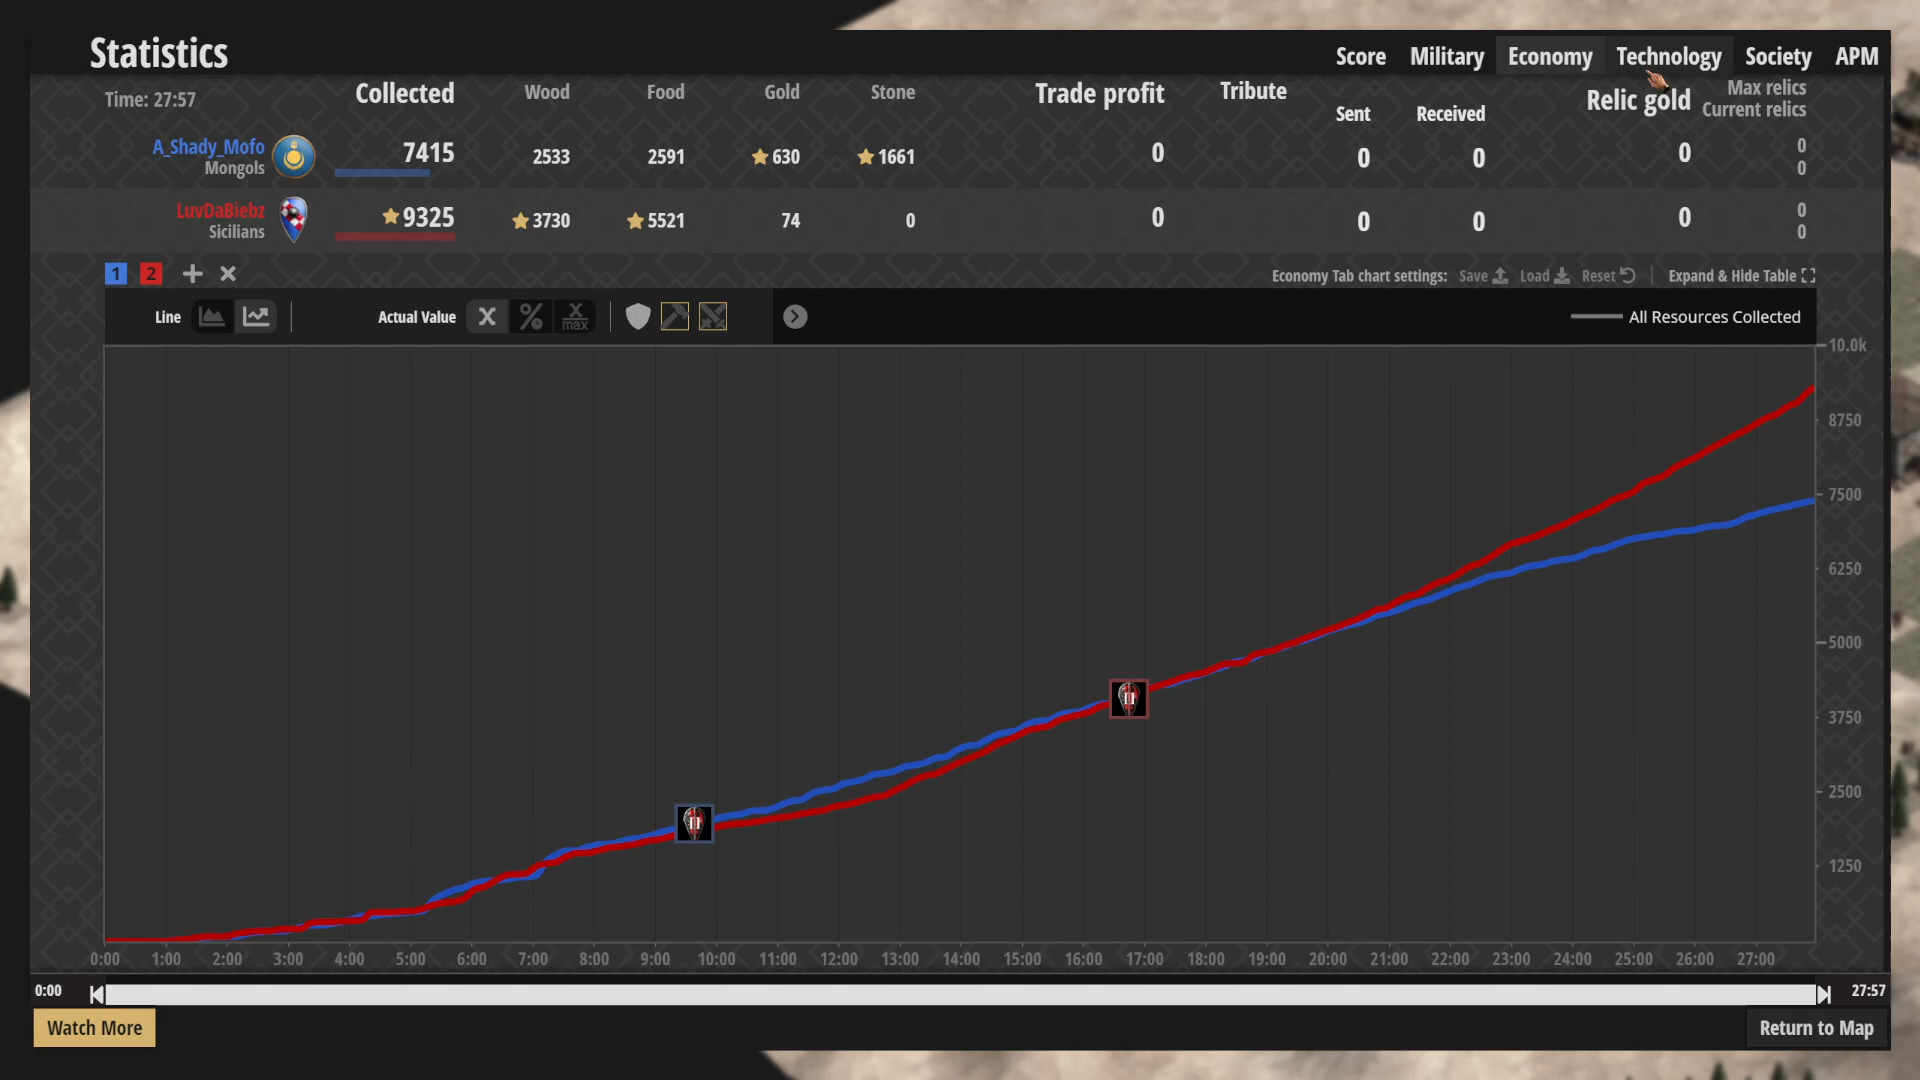 Statistics
Score Military Economy Technology Society APM
Time: 27:57 Collected Wood Food Gold Stone Trade profit Tribute Sent Received Relic gold Max relics
Current relics
A_Shady_Mofo
Mongols
7415 2533 2591 630 1661 0 0 0 0 0
0
LuvDaBiebz
Sicilians
9325 3730 5521 74 0 0 0 0 0 0
0
1 2 Economy Tab chart settings: Save Load Reset Expand & Hide Table
Line Actual Value X % X
max
All Resources Collected
10.0k
8750
7500
6250
5000
3750
2500
1250
II
II
0:00 1:00 2:00 3:00 4:00 5:00 6:00 7:00 8:00 9:00 10:00 11:00 12:00 13:00 14:00 15:00 16:00 17:00 18:00 19:00 20:00 21:00 22:00 23:00 24:00 25:00 26:00 27:00
0:00 27:57
Watch More Return to Map